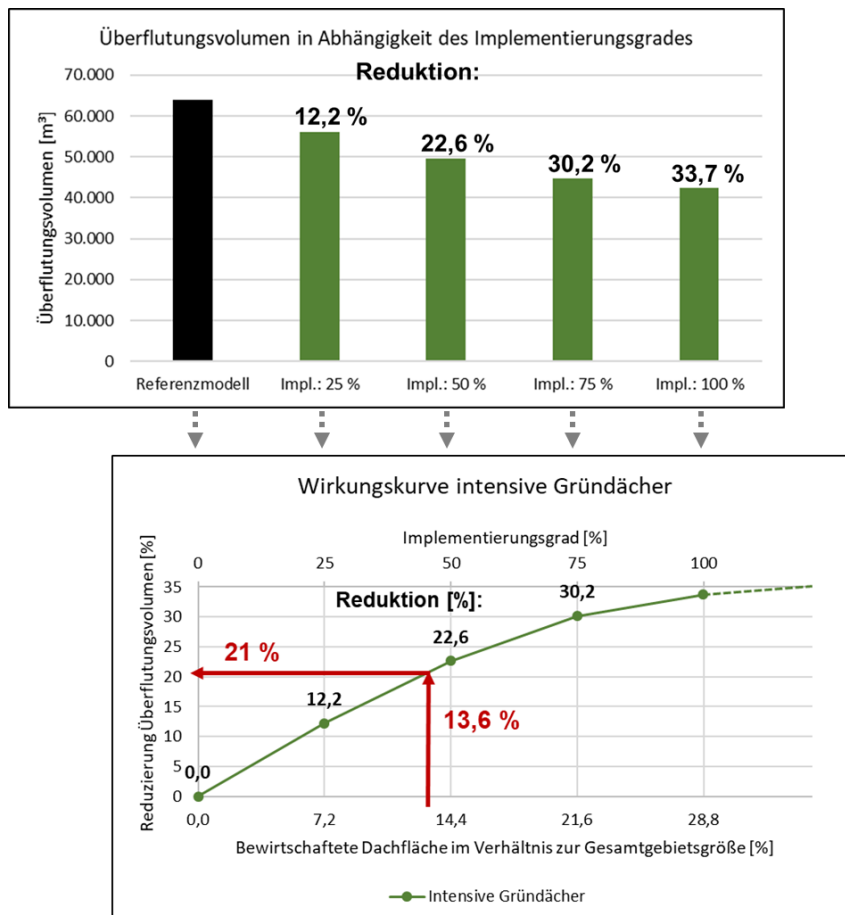 Überflutungsvolumen in Abhängigkeit des Implementierungsgrades
Reduktion:
Überflutungsvolumen [m³]
70.000
60.000
50.000
40.000
30.000
20.000
10.000
0
12,2 %
22,6 %
30,2 %
33,7 %
Referenzmodell
Impl.: 25 %
Impl.: 50 %
Impl.: 75 %
Impl.: 100 %
Wirkungskurve intensive Gründächer
Implementierungsgrad [%]
0 25 50 75 100
Reduzierung Überflutungsvolumen [%]
35
30
25
20
15
10
5
0
Reduktion [%]:
30,2
22,6
21 %
12,2
13,6 %
0,0
0,0 7,2 14,4 21,6 28,8
Bewirtschaftete Dachfläche im Verhältnis zur Gesamtgebietsgröße [%]
Intensive Gründächer